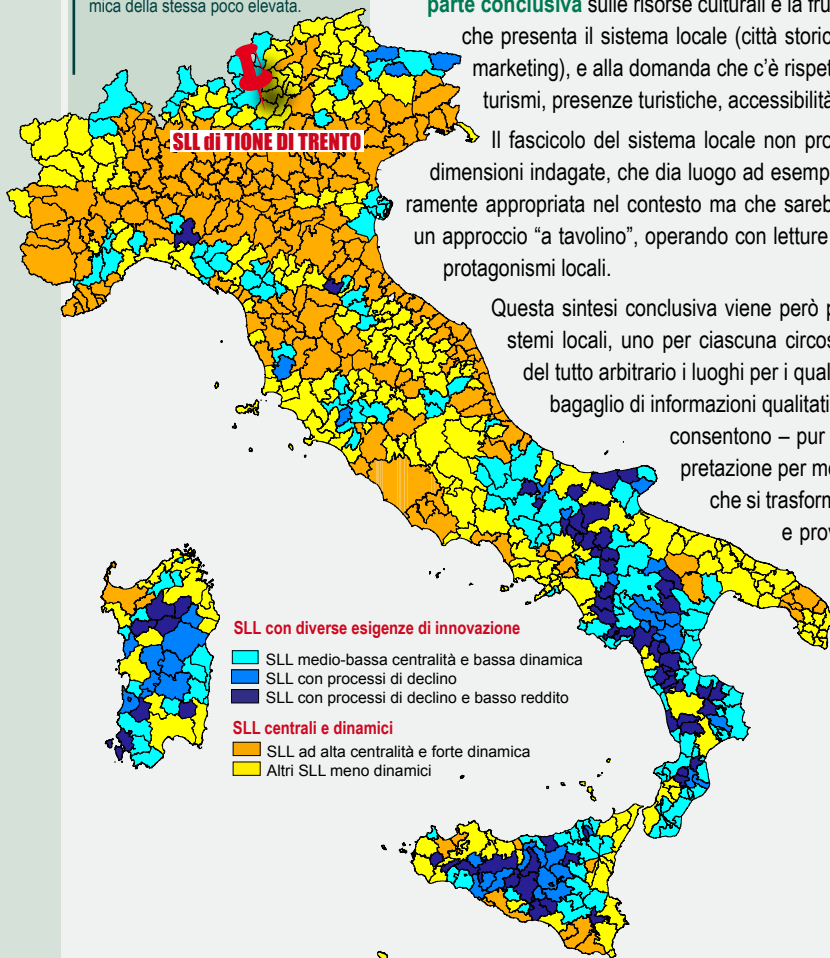 mica della stessa poco elevata.
parte conclusiva sulle risorse culturali e la fru
che presenta il sistema locale (città storic
marketing), e alla domanda che c'è rispet
turismi, presenze turistiche, accessibilità
Il fascicolo del sistema locale non pro
dimensioni indagate, che dia luogo ad esemp
ramente appropriata nel contesto ma che sareb
un approccio “a tavolino”, operando con letture
protagonismi locali.
Questa sintesi conclusiva viene però p
stemi locali, uno per ciascuna circos
del tutto arbitrario i luoghi per i qual
bagaglio di informazioni qualitati
consentono – pur
pretazione per me
che si trasform
e prov
SLL di TIONE DI TRENTO
SLL con diverse esigenze di innovazione
SLL medio-bassa centralità e bassa dinamica
SLL con processi di declino
SLL con processi di declino e basso reddito
SLL centrali e dinamici
SLL ad alta centralità e forte dinamica
Altri SLL meno dinamici